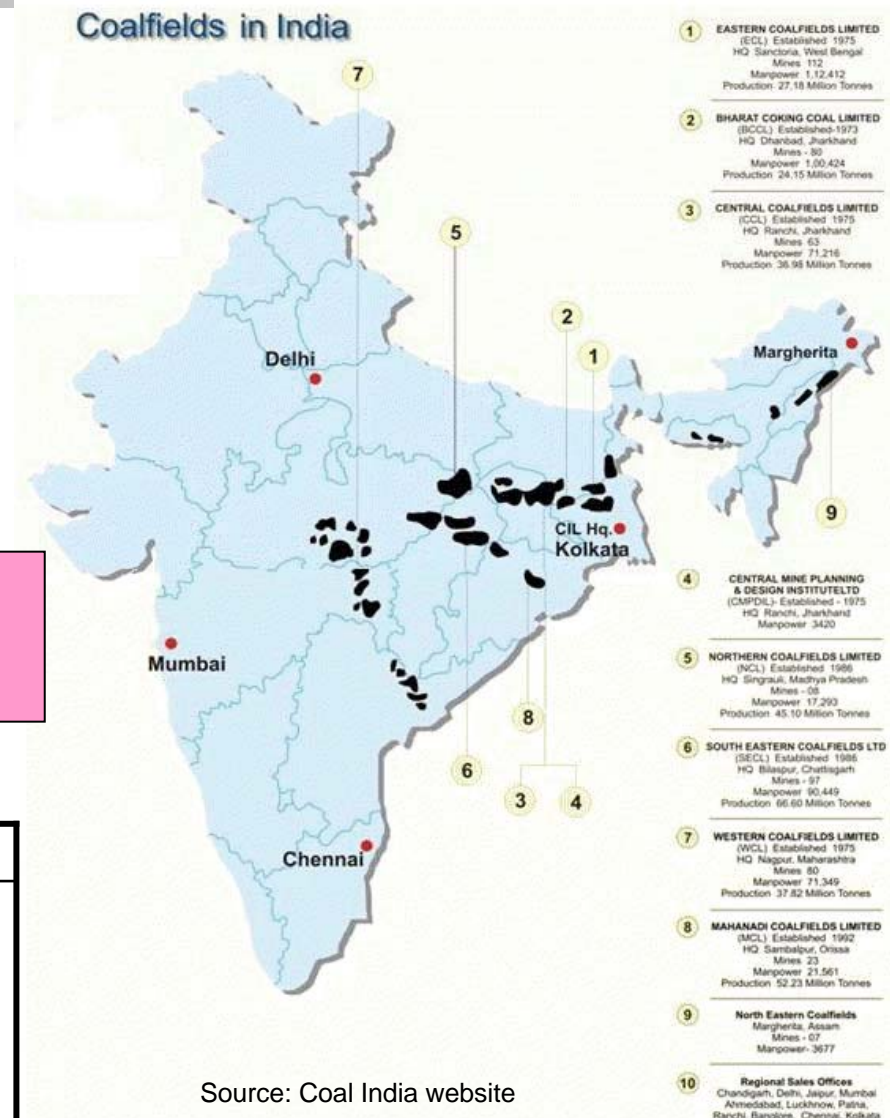 Coalfields in India
7
5
2
1
Delhi
Margherita
9
CIL Hq.
Kolkata
Mumbai
8
6
3
4
Chennai
Source: Coal India website
1
EASTERN COALFIELDS LIMITED
(ECL) Established 1975
HQ Sanctoria, West Bengal
Mines 112
Manpower 1,12,412
Production 27.18 Million Tonnes
2
BHARAT COKING COAL LIMITED
(BCCL) Established-1973
HQ Dhanbad, Jharkhand
Mines - 80
Manpower 1,00,424
Production 24.15 Million Tonnes
3
CENTRAL COALFIELDS LIMITED
(CCL) Established 1975
HQ Ranchi, Jharkhand
Mines 63
Manpower 71,216
Production 36.98 Million Tonnes
4
CENTRAL MINE PLANNING
& DESIGN INSTITUTELTD
(CMPDIL)- Established - 1975
HQ Ranchi, Jharkhand
Manpower 3420
5
NORTHERN COALFIELDS LIMITED
(NCL) Established 1986
HQ Singrauli, Madhya Pradesh
Mines - 08
Manpower 17,293
Production 45.10 Million Tonnes
6
SOUTH EASTERN COALFIELDS LTD
(SECL) Established 1986
HQ Bilaspur, Chattisgarh
Mines - 97
Manpower 90,449
Production 66.60 Million Tonnes
7
WESTERN COALFIELDS LIMITED
(WCL) Established 1975
HQ Nagpur, Maharashtra
Mines 80
Manpower 71,349
Production 37.82 Million Tonnes
8
MAHANADI COALFIELDS LIMITED
(MCL) Established 1992
HQ Sambalpur, Orissa
Mines 23
Manpower 21,561
Production 52.23 Million Tonnes
9
North Eastern Coalfields
Margherita, Assam
Mines - 07
Manpower- 3677
10
Regional Sales Offices
Chandigarh, Delhi, Jaipur, Mumbai
Ahmedabad, Luckhnow, Patna,
Ranchi, Banglore, Chennai, Kolkata